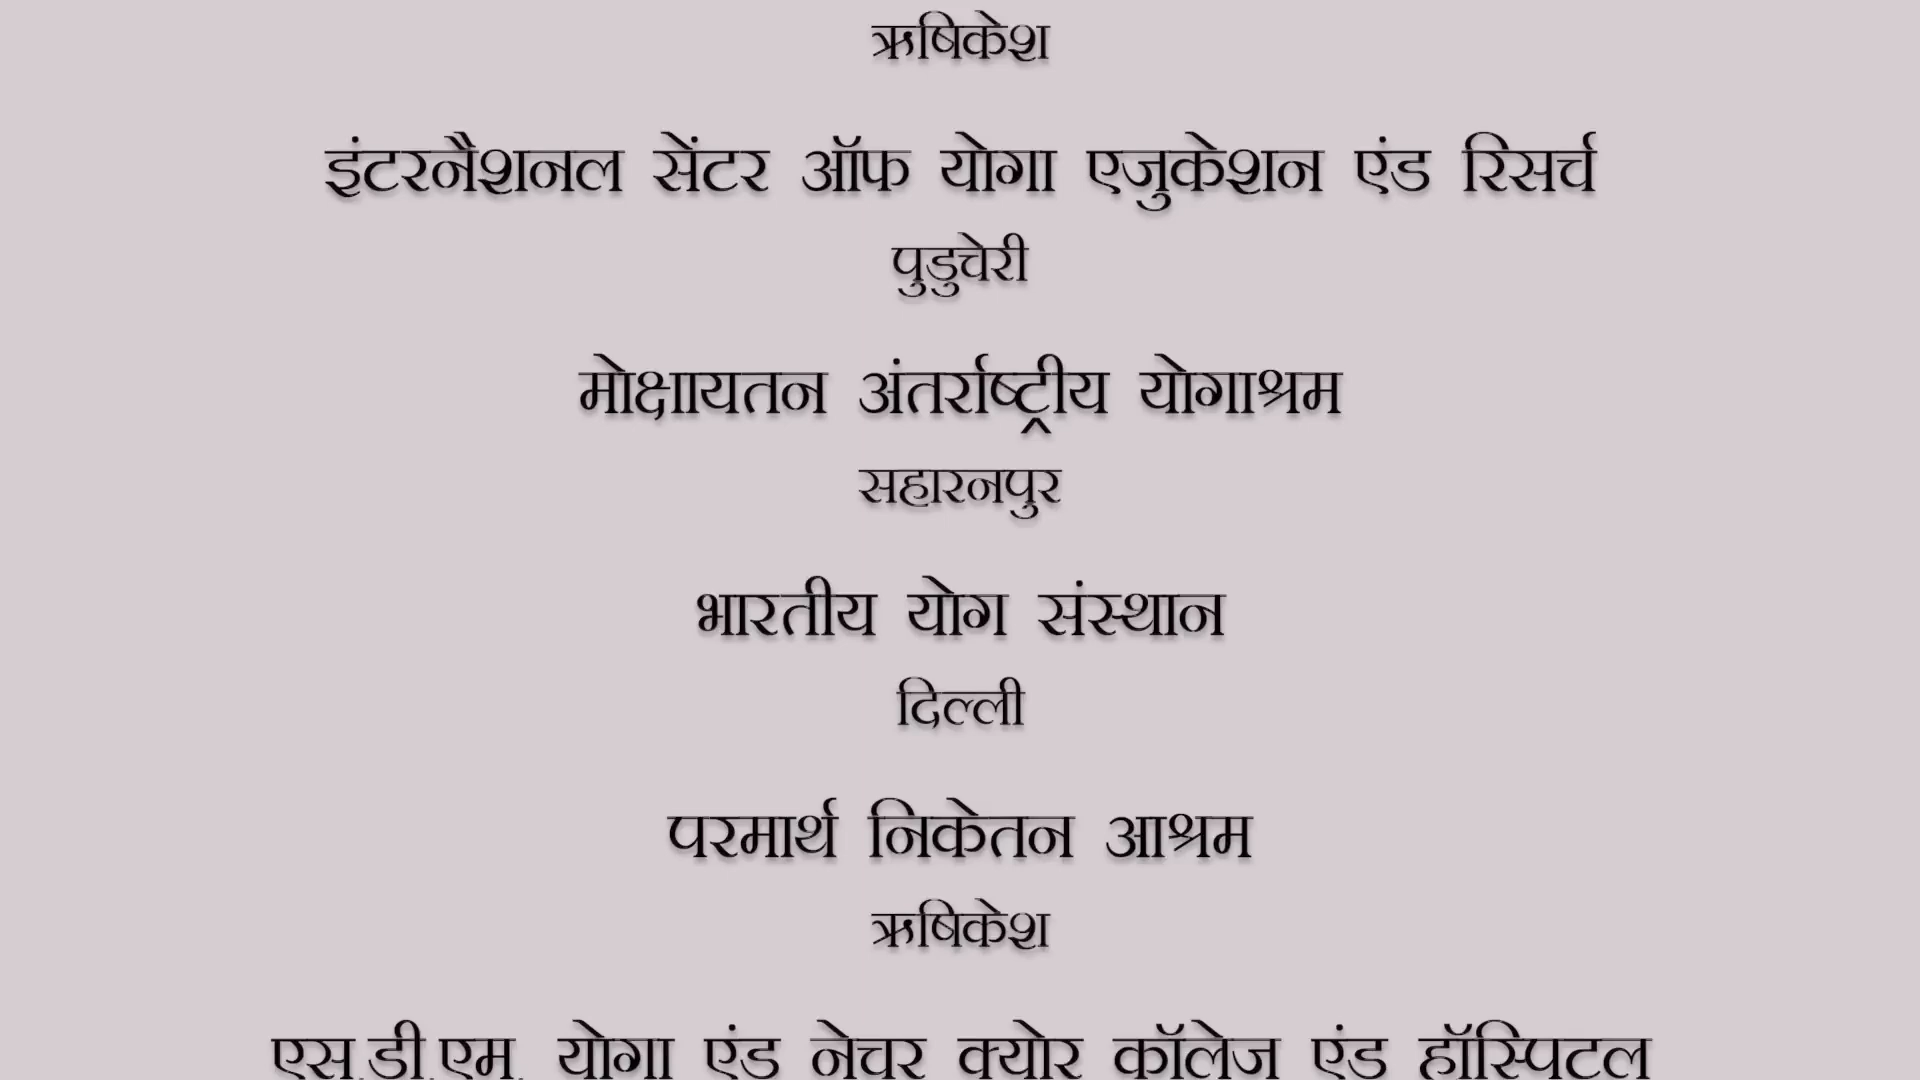 ऋषिकेश
इंटरनैशनल सेंटर ऑफ योगा एजुकेशन एंड रिसर्च
पुडुचेरी
मोक्षायतन अंतर्राष्ट्रीय योगाश्रम
सहारनपुर
भारतीय योग संस्थान
दिल्ली
परमार्थ निकेतन आश्रम
ऋषिकेश
एस.डी.एम. योगा एंड नेचर क्योर कॉलेज एंड हॉस्पिटल